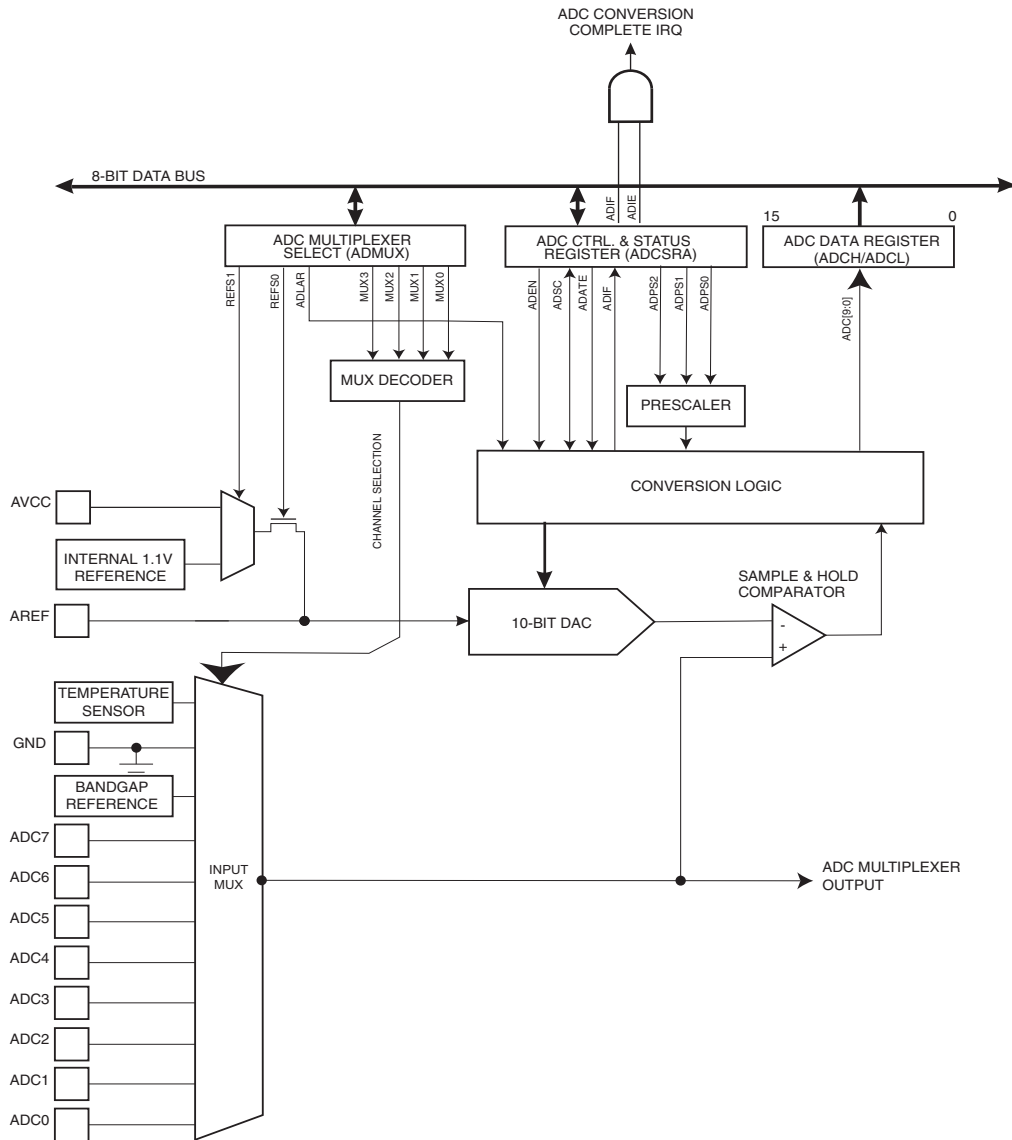 ADC CONVERSION
COMPLETE IRQ
8-BIT DATA BUS
ADIF
ADIE
15
0
ADC MULTIPLEXER
SELECT (ADMUX)
ADC CTRL. & STATUS
REGISTER (ADCSRA)
ADC DATA REGISTER
(ADCH/ADCL)
REFS1
REFS0
ADLAR
MUX3
MUX2
MUX1
MUX0
ADEN
ADSC
ADATE
ADIF
ADPS2
ADPS1
ADPS0
ADC[9:0]
MUX DECODER
PRESCALER
CHANNEL SELECTION
CONVERSION LOGIC
AVCC
INTERNAL 1.1V
REFERENCE
SAMPLE & HOLD
COMPARATOR
AREF
10-BIT DAC
-
+
TEMPERATURE
SENSOR
GND
BANDGAP
REFERENCE
ADC7
ADC6
ADC5
ADC4
ADC3
ADC2
ADC1
ADC0
INPUT
MUX
ADC MULTIPLEXER
OUTPUT